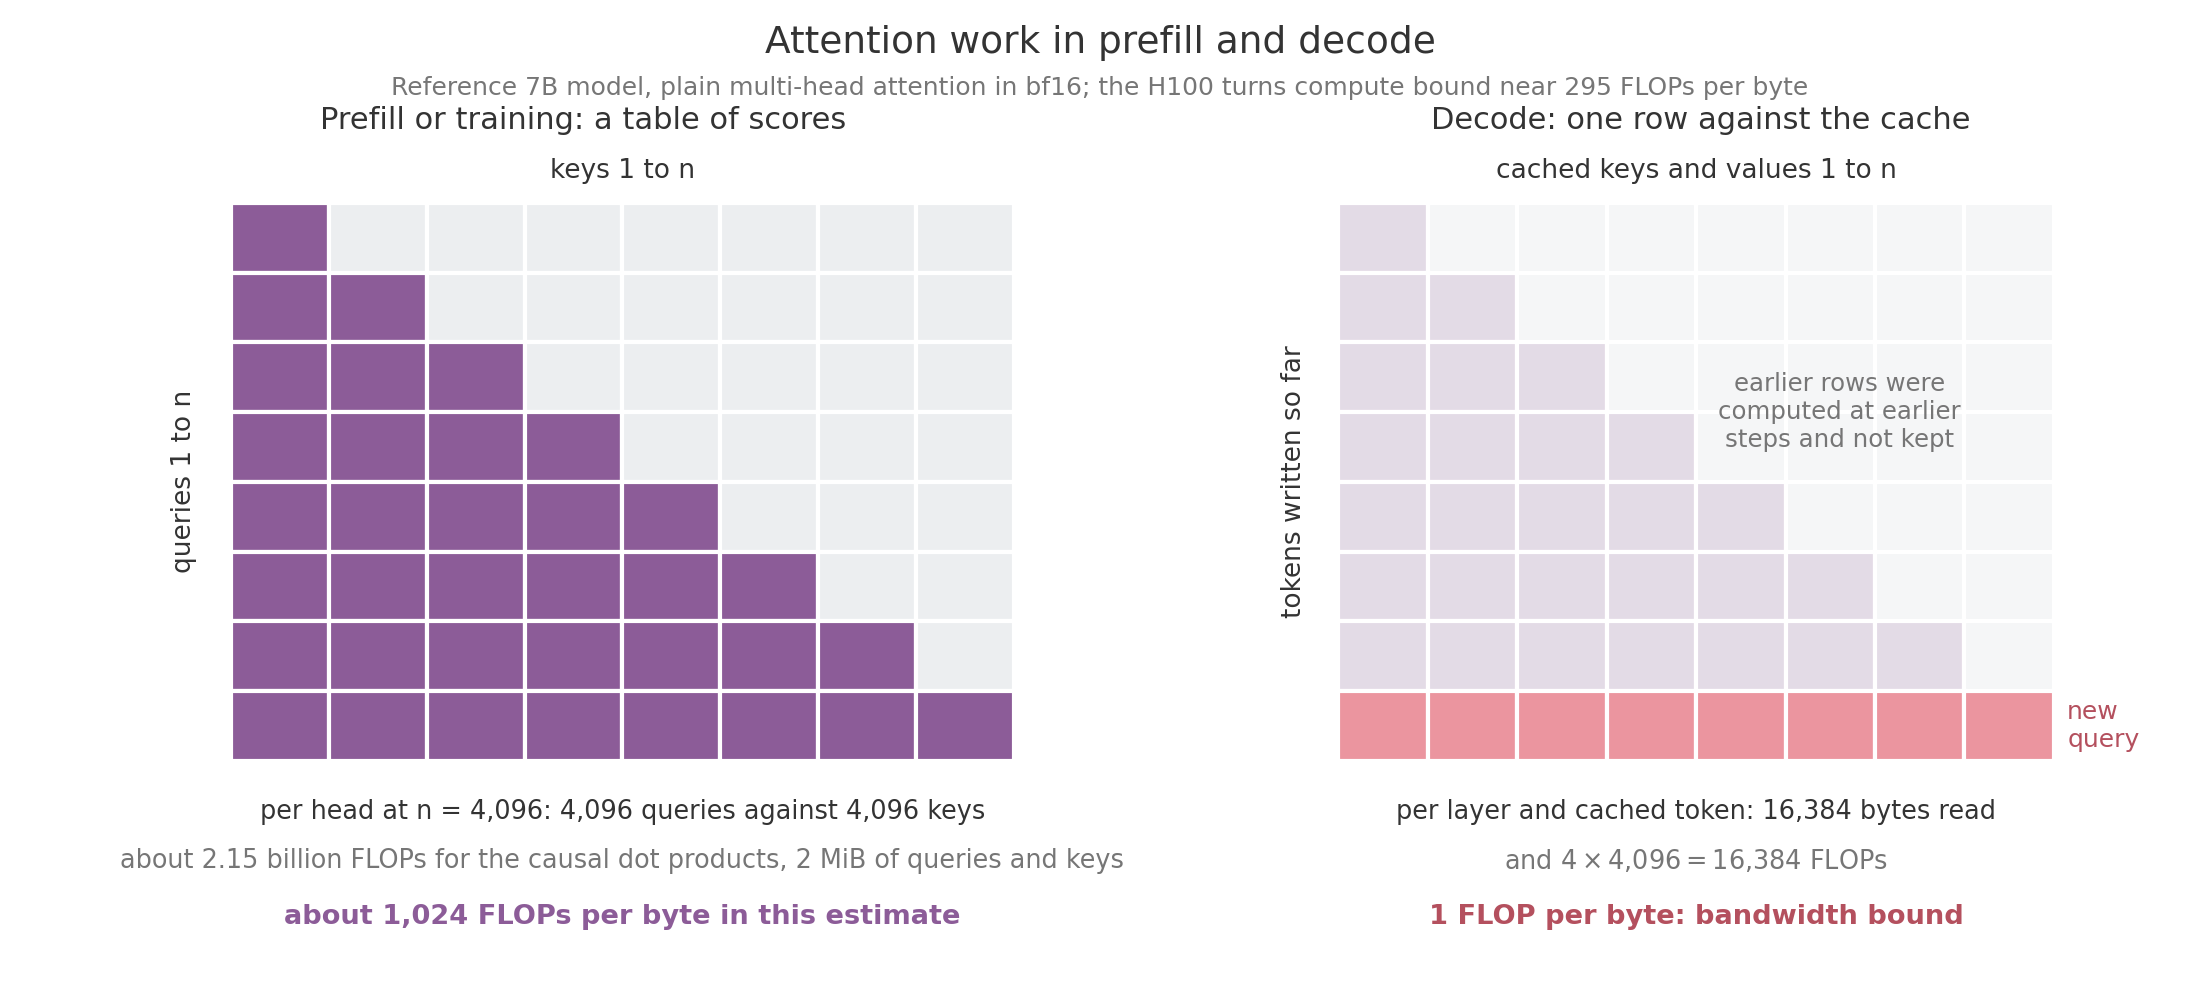 Attention work in prefill and decode
Reference 7B model, plain multi-head attention in bf16; the H100 turns compute bound near 295 FLOPs per byte
Prefill or training: a table of scores
keys 1 to n
queries 1 to n
per head at n = 4,096: 4,096 queries against 4,096 keys
about 2.15 billion FLOPs for the causal dot products, 2 MiB of queries and keys
about 1,024 FLOPs per byte in this estimate
Decode: one row against the cache
cached keys and values 1 to n
tokens written so far
earlier rows were
computed at earlier
steps and not kept
new
query
per layer and cached token: 16,384 bytes read
and 4 × 4,096 = 16,384 FLOPs
1 FLOP per byte: bandwidth bound